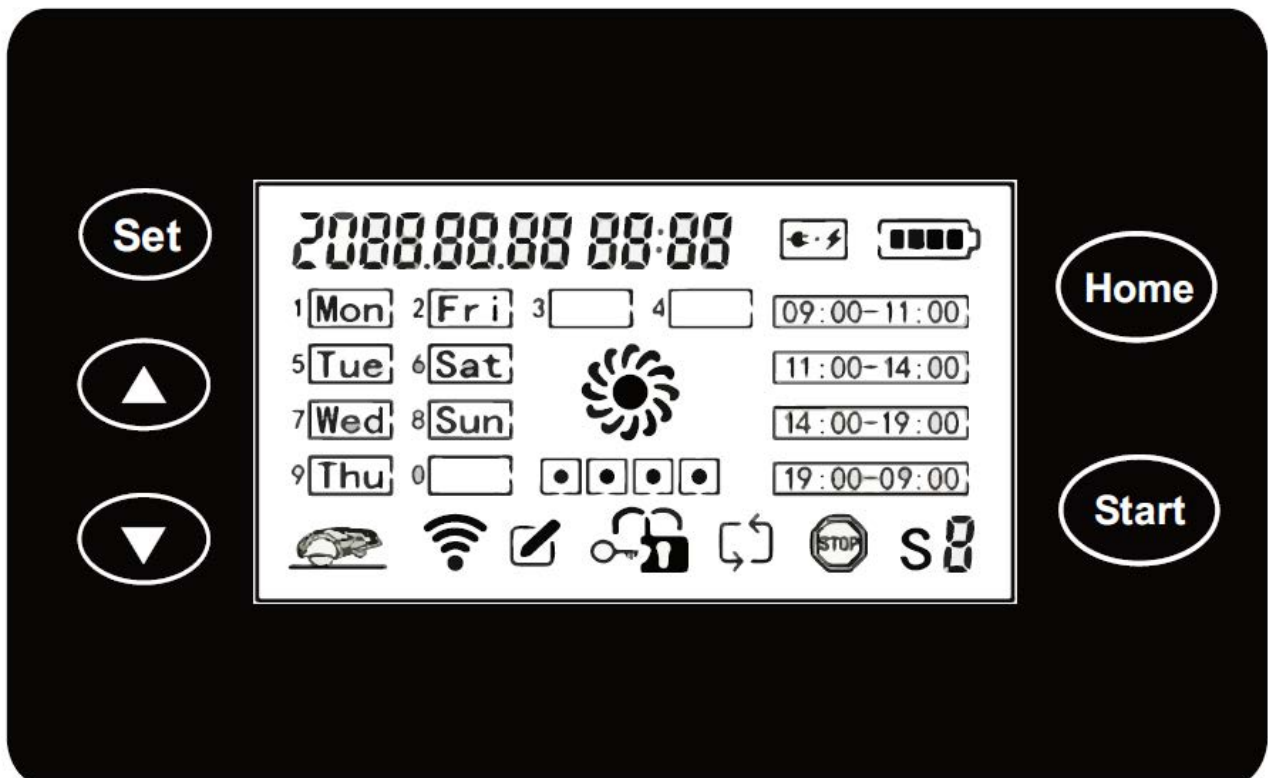 Set
2088.88.88 88:88
Home
1 Mon 2 Fri 3 4 09:00-11:00
5 Tue 6 Sat 11:00-14:00
7 Wed 8 Sun 14:00-19:00
9 Thu 0 19:00-09:00
Start
STOP S8